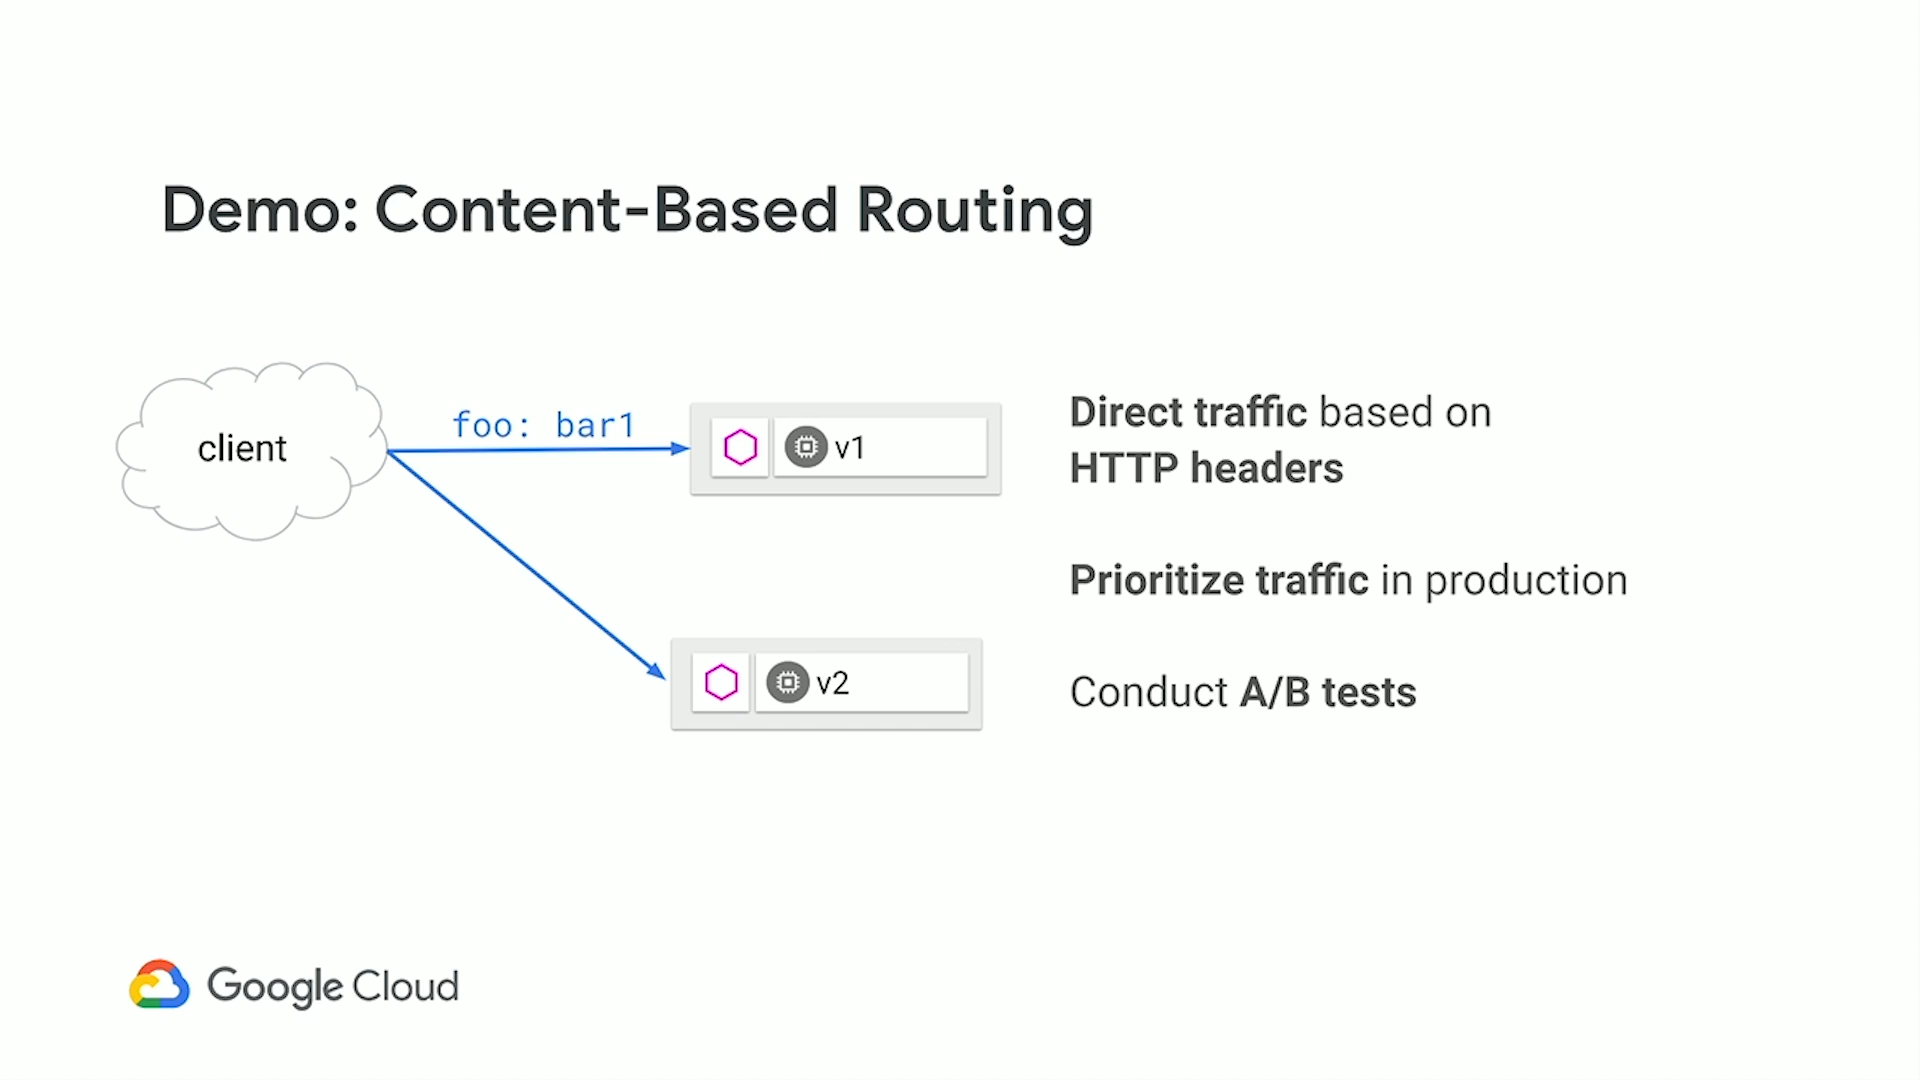 Demo: Content-Based Routing
client
foo: bar1
v1
v2
Direct traffic based on
HTTP headers
Prioritize traffic in production
Conduct A/B tests
Google Cloud